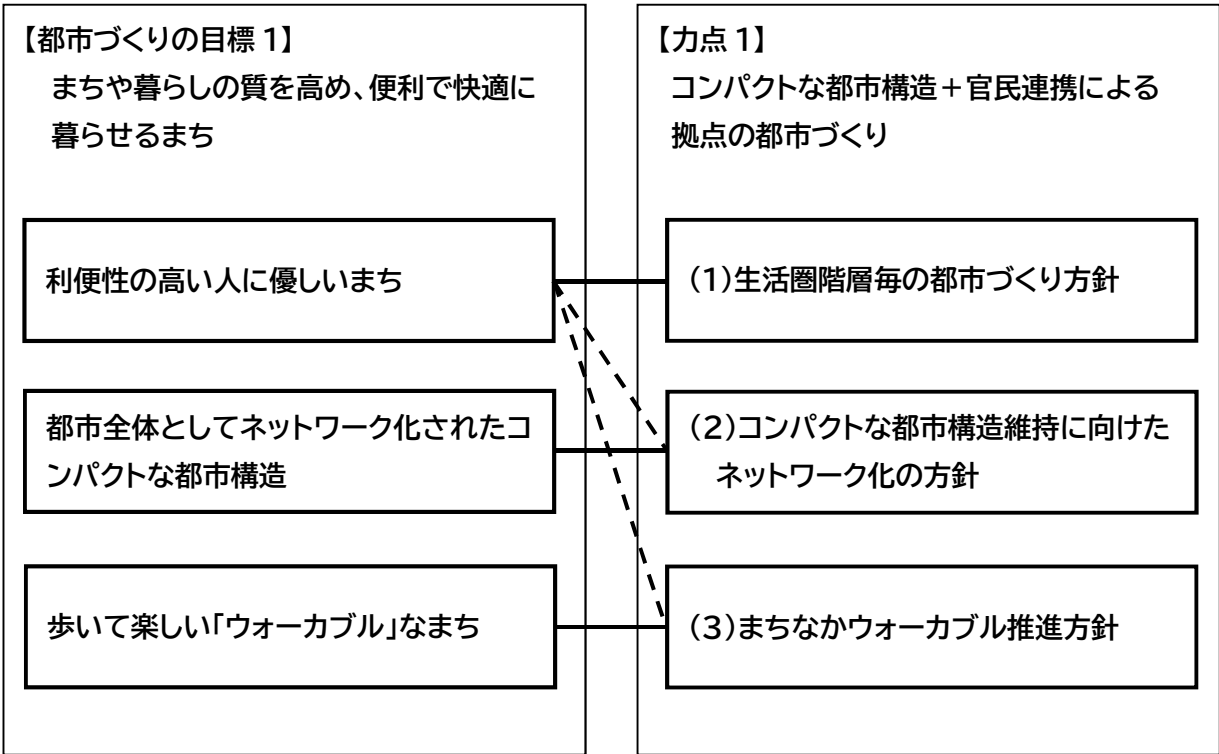 【都市づくりの目標1】
まちや暮らしの質を高め、便利で快適に
暮らせるまち
利便性の高い人に優しいまち
都市全体としてネットワーク化されたコ
ンパクトな都市構造
歩いて楽しい「ウォーカブル」なまち
【力点1】
コンパクトな都市構造＋官民連携による
拠点の都市づくり
（1）生活圏階層毎の都市づくり方針
（2）コンパクトな都市構造維持に向けた
ネットワーク化の方針
（3）まちなかウォーカブル推進方針